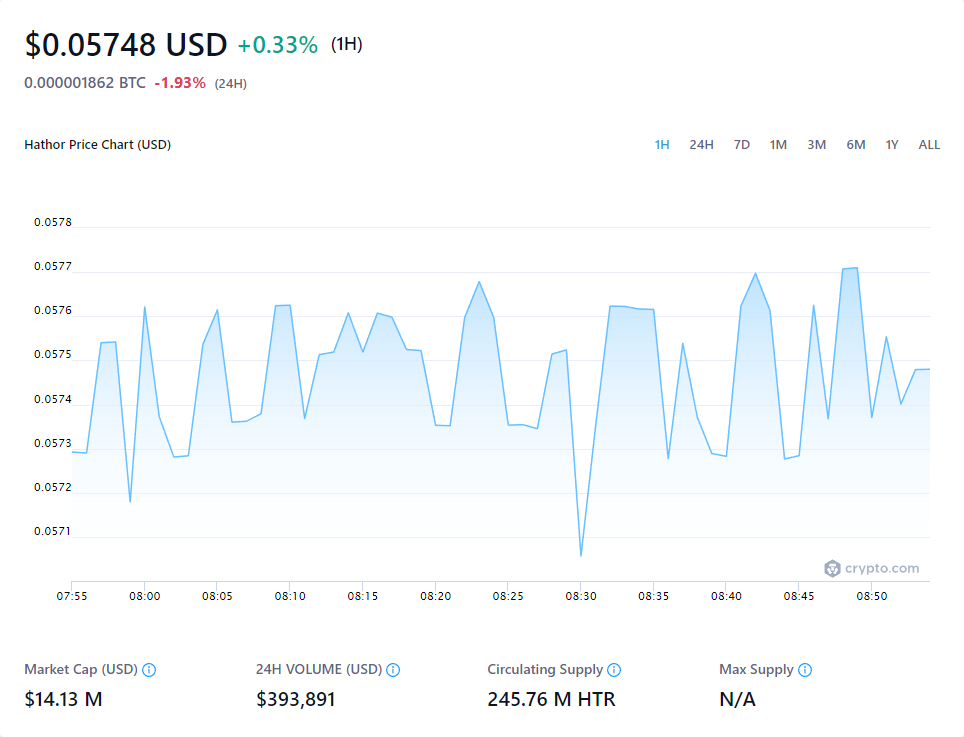 $0.05748 USD +0.33% (1H)
0.000001862 BTC -1.93% (24H)
Hathor Price Chart (USD)
1H 24H 7D 1M 3M 6M 1Y ALL
0.0578
0.0577
0.0576
0.0575
0.0574
0.0573
0.0572
0.0571
crypto.com
07:55 08:00 08:05 08:10 08:15 08:20 08:25 08:30 08:35 08:40 08:45 08:50
Market Cap (USD) 24H VOLUME (USD) Circulating Supply Max Supply
$14.13 M $393,891 245.76 M HTR N/A